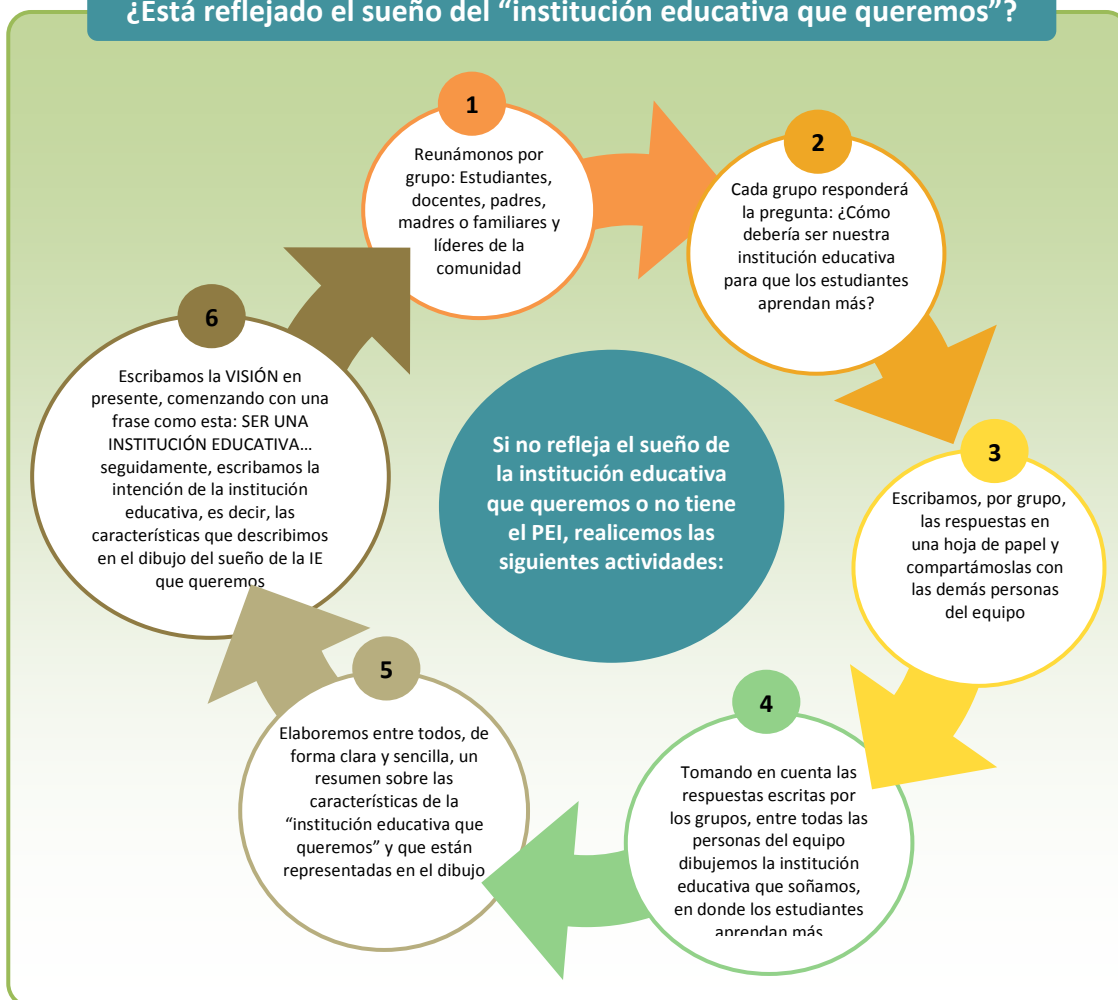 ¿Está reflejado el sueño del “institución educativa que queremos”?
1
Reunámonos por
grupo: Estudiantes,
docentes, padres,
madres o familiares y
líderes de la
comunidad
2
Cada grupo responderá
la pregunta: ¿Cómo
debería ser nuestra
institución educativa
para que los estudiantes
aprendan más?
3
Escribamos, por grupo,
las respuestas en
una hoja de papel y
compartámoslas con
las demás personas
del equipo
4
Tomando en cuenta las
respuestas escritas por
los grupos, entre todas las
personas del equipo
dibujemos la institución
educativa que soñamos,
en donde los estudiantes
aprendan más
5
Elaboremos entre todos, de
forma clara y sencilla, un
resumen sobre las
características de la
“institución educativa que
queremos” y que están
representadas en el dibujo
6
Escribamos la VISIÓN en
presente, comenzando con una
frase como esta: SER UNA
INSTITUCIÓN EDUCATIVA…
seguidamente, escribamos la
intención de la institución
educativa, es decir, las
características que describimos
en el dibujo del sueño de la IE
que queremos
Si no refleja el sueño de
la institución educativa
que queremos o no tiene
el PEI, realicemos las
siguientes actividades: